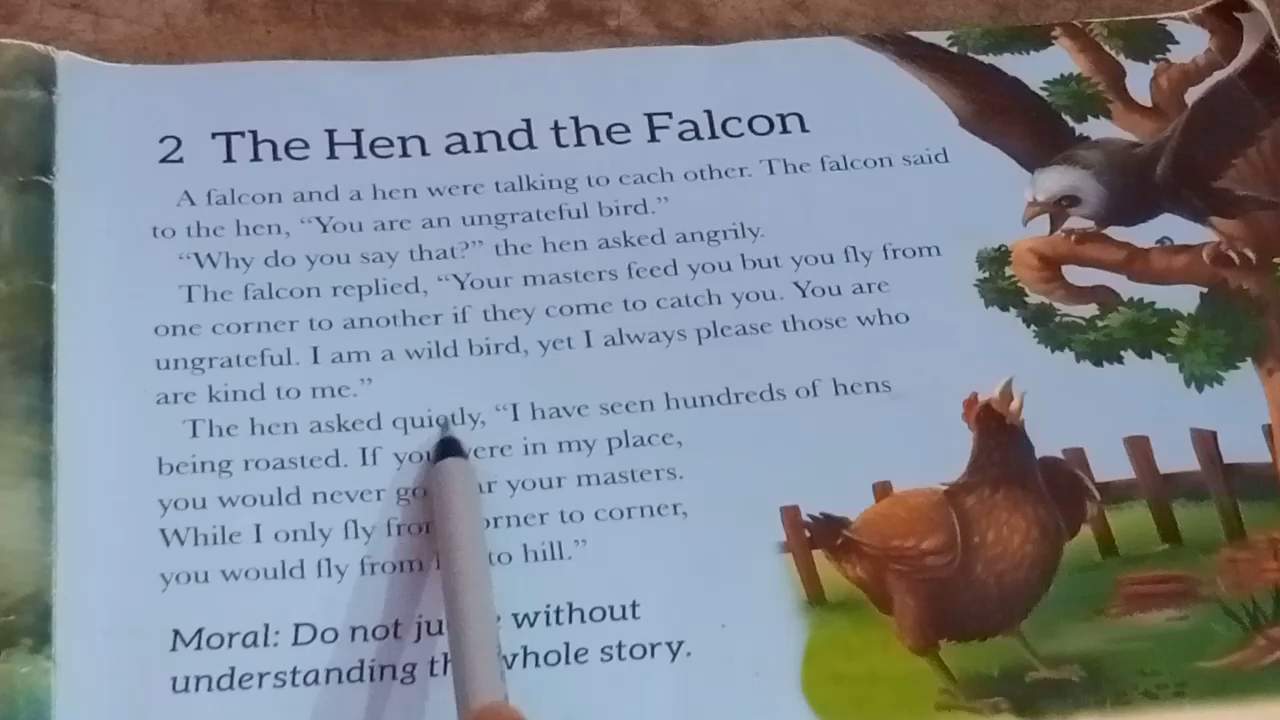 2 The Hen and the Falcon
A falcon and a hen were talking to each other. The falcon said
to the hen, “You are an ungrateful bird.”
“Why do you say that?” the hen asked angrily.
The falcon replied, “Your masters feed you but you fly from
one corner to another if they come to catch you. You are
ungrateful. I am a wild bird, yet I always please those who
are kind to me.”
The hen asked quietly, “I have seen hundreds of hens
being roasted. If you were in my place,
you would never go your masters.
While I only fly from corner to corner,
you would fly from to hill.”
Moral: Do not without
understanding the whole story.